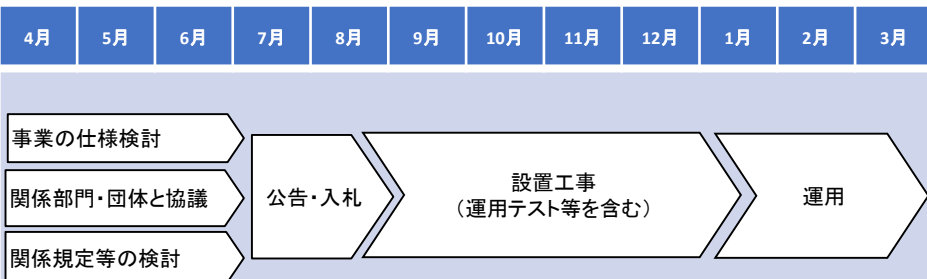 4月 5月 6月 7月 8月 9月 10月 11月 12月 1月 2月 3月
事業の仕様検討
関係部門・団体と協議
関係規定等の検討
公告・入札
設置工事
（運用テスト等を含む）
運用